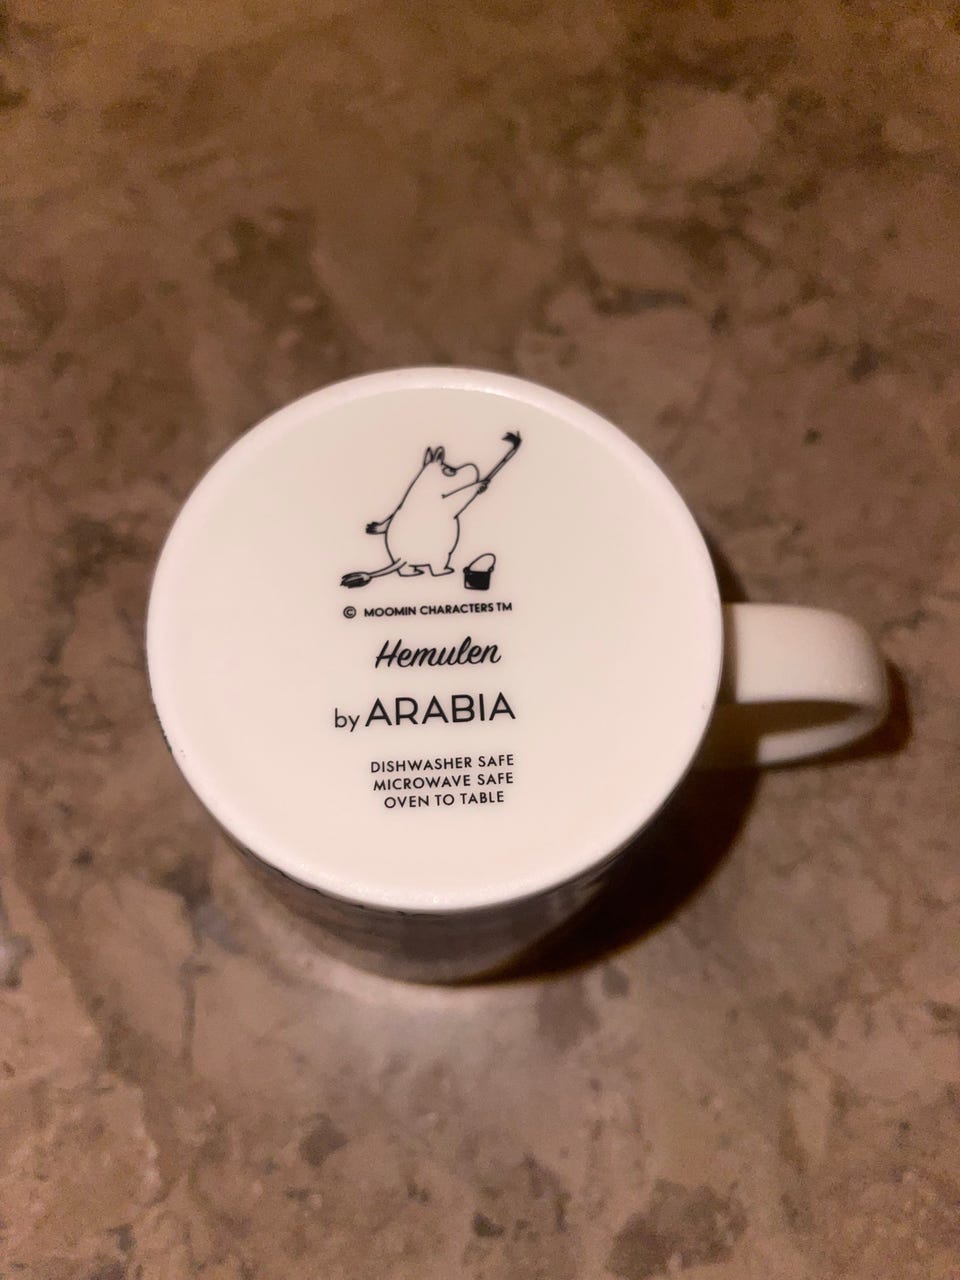 © MOOMIN CHARACTERS TM
Hemulen
by ARABIA
DISHWASHER SAFE
MICROWAVE SAFE
OVEN TO TABLE